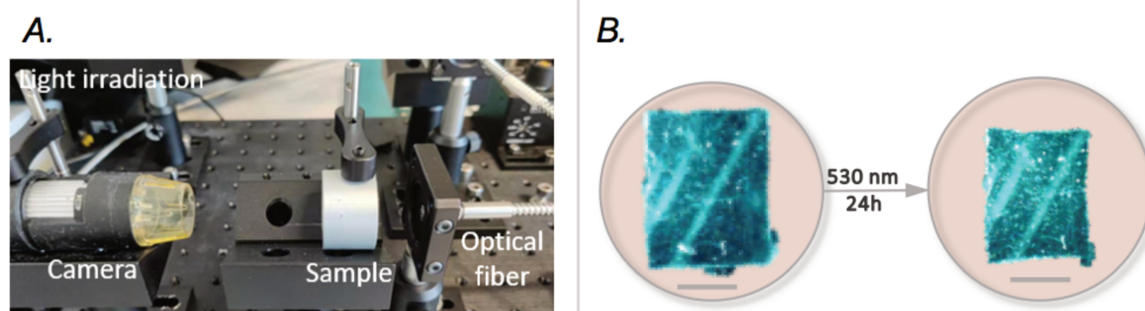 A.
Light irradiation
Camera
Sample
Optical
fiber
B.
530 nm
24h